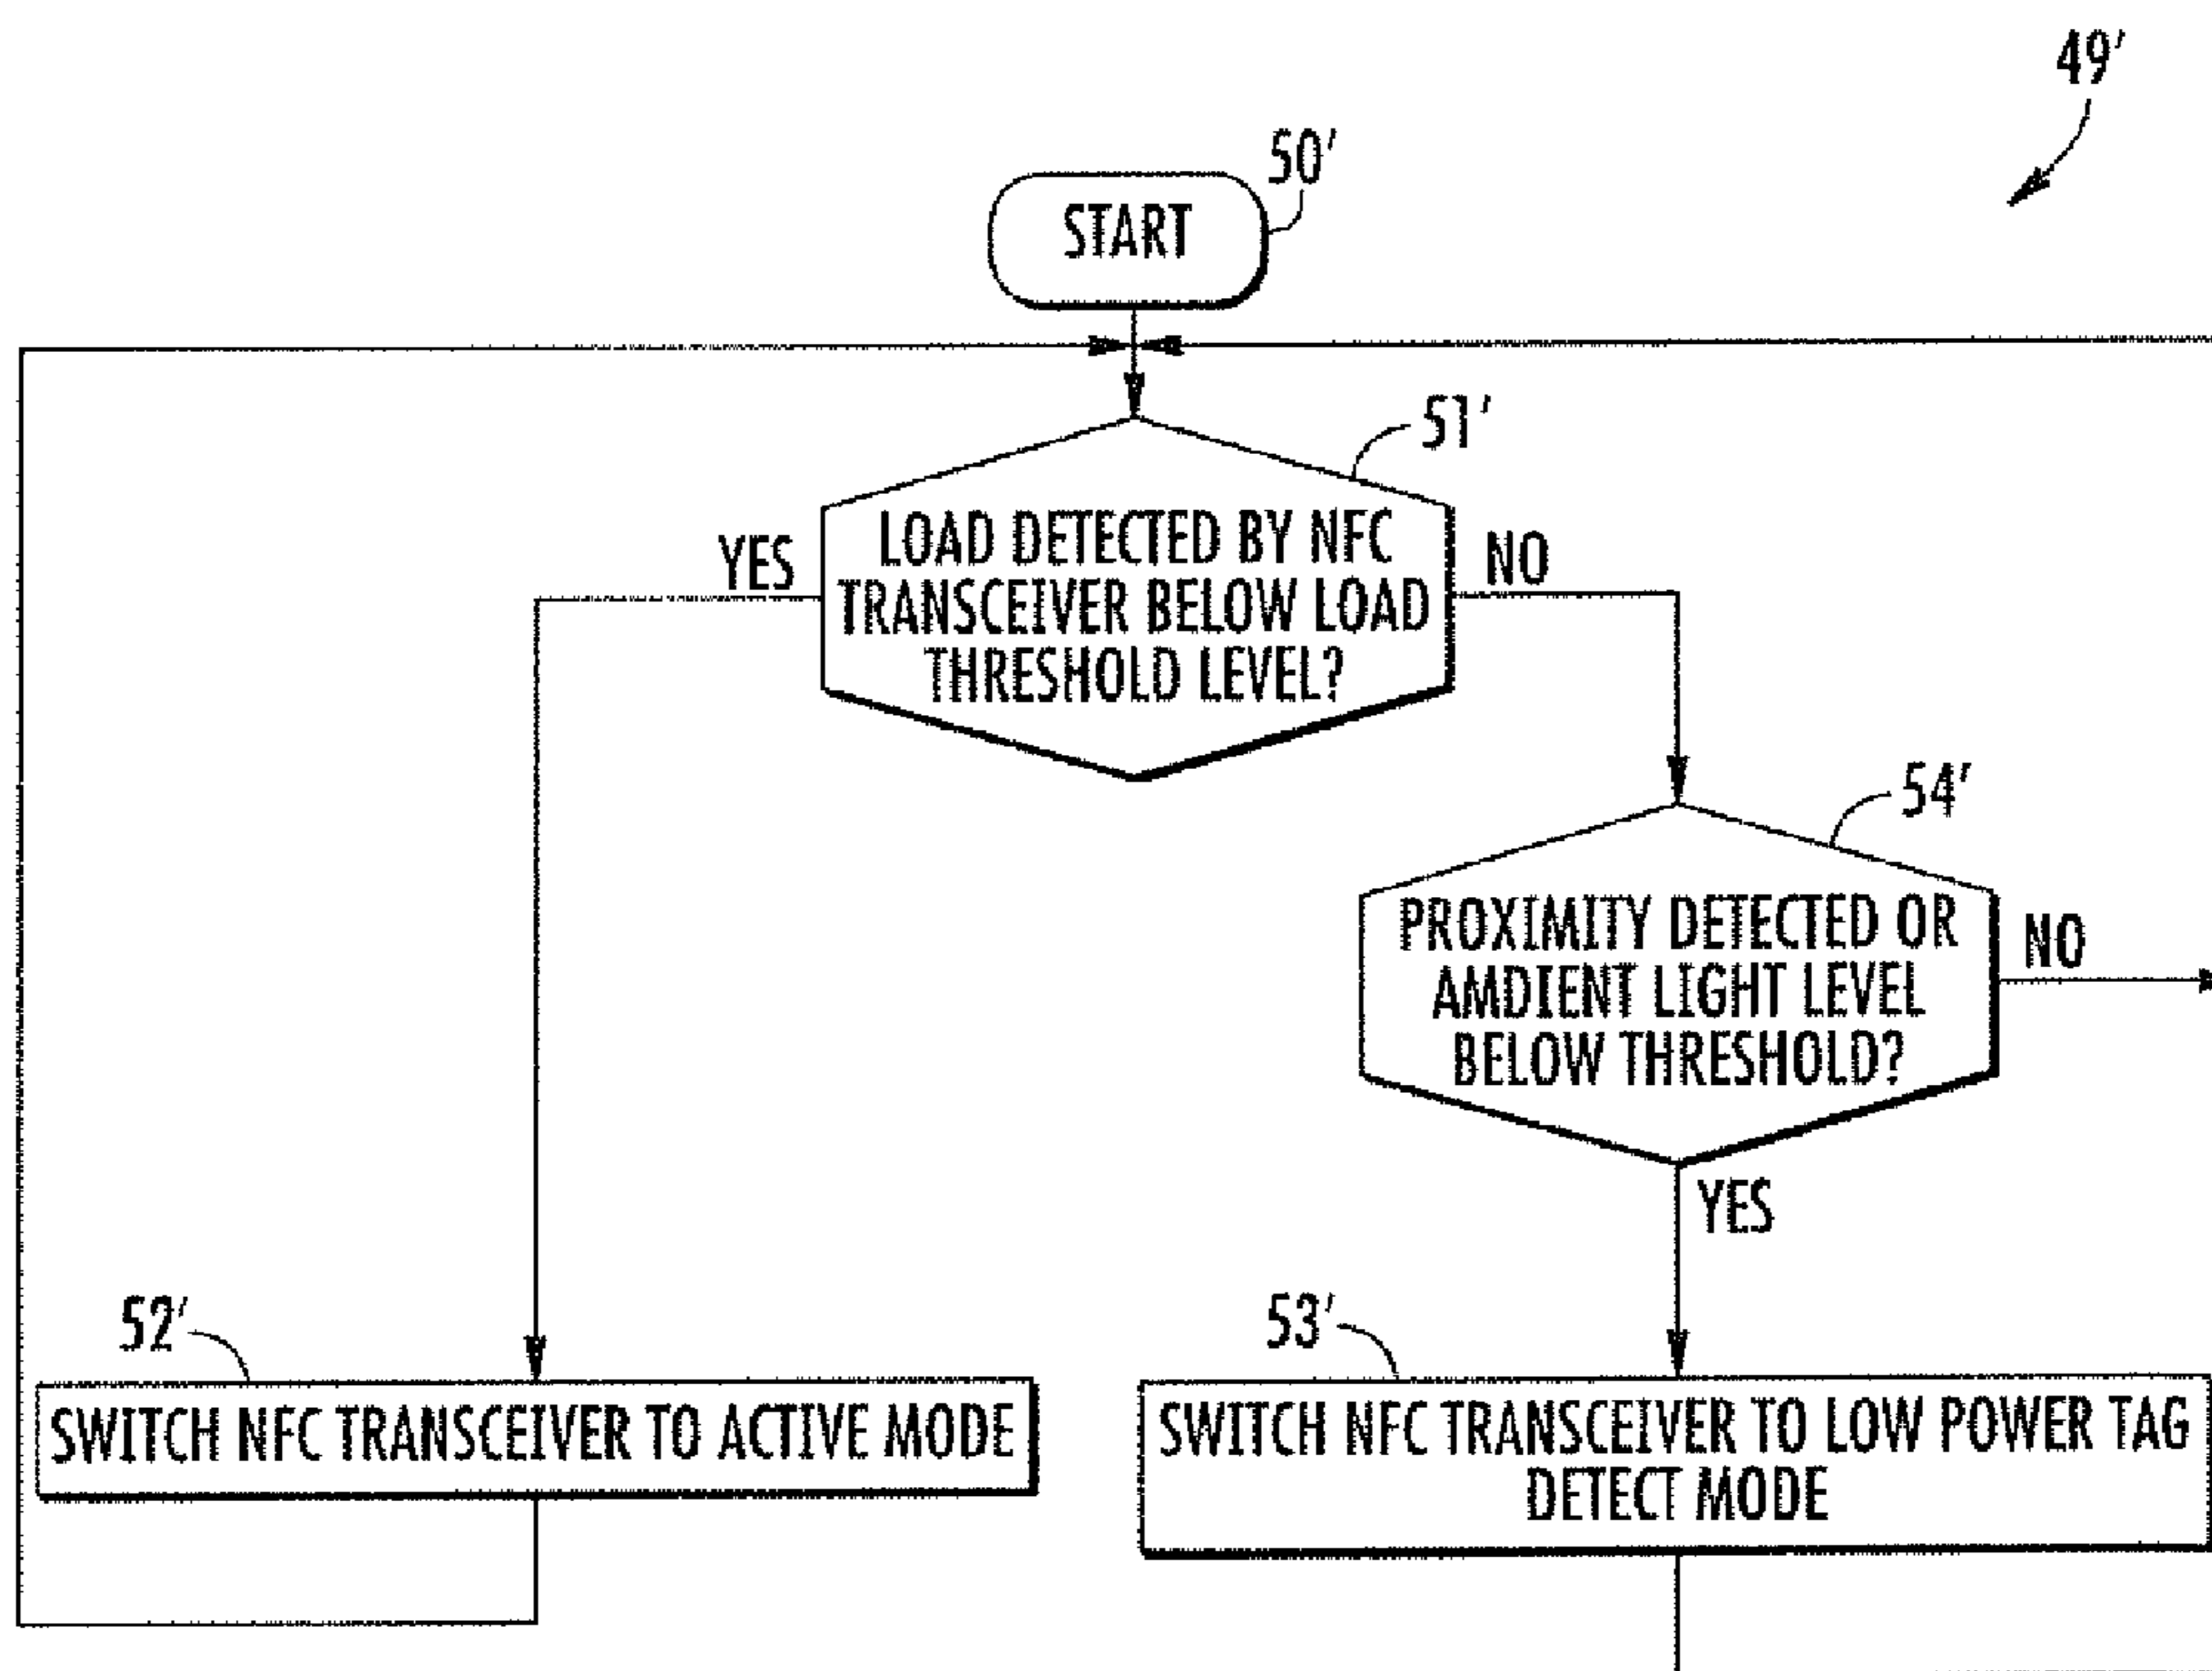 49'
50'
START
51'
YES
LOAD DETECTED BY NFC
TRANSCEIVER BELOW LOAD
THRESHOLD LEVEL?
NO
54'
PROXIMITY DETECTED OR
AMDIENT LIGHT LEVEL
BELOW THRESHOLD?
NO
YES
52'
SWITCH NFC TRANSCEIVER TO ACTIVE MODE
53'
SWITCH NFC TRANSCEIVER TO LOW POWER TAG
DETECT MODE